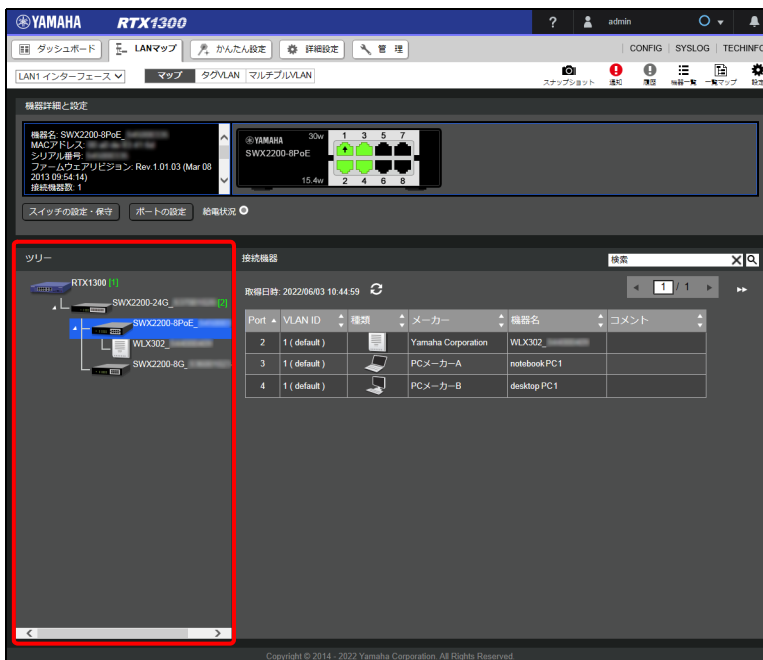 YAMAHA RTX1300 ? admin
ダッシュボード LANマップ かんたん設定 詳細設定 管 理 CONFIG SYSLOG TECHINFO
LAN1 インターフェース マップ タグVLAN マルチプルVLAN スナップショット 通知 履歴 機器一覧 一覧マップ 設定
機器詳細と設定
機器名: SWX2200-8PoE_
MACアドレス:
シリアル番号:
ファームウェアリビジョン: Rev.1.01.03 (Mar 08
2013 09:54:14)
接続機器数: 1
YAMAHA 30w 1 3 5 7
SWX2200-8PoE
15.4w 2 4 6 8
スイッチの設定・保守 ポートの設定 給電状況
ツリー
RTX1300 [1]
SWX2200-24G_ [2]
SWX2200-8PoE_
WLX302_
SWX2200-8G_
接続機器 検索
取得日時: 2022/06/03 10:44:59 1 / 1
Port VLAN ID 種類 メーカー 機器名 コメント
2 1 ( default ) Yamaha Corporation WLX302_
3 1 ( default ) PCメーカーA notebook PC1
4 1 ( default ) PCメーカーB desktop PC1
Copyright © 2014 - 2022 Yamaha Corporation. All Rights Reserved.